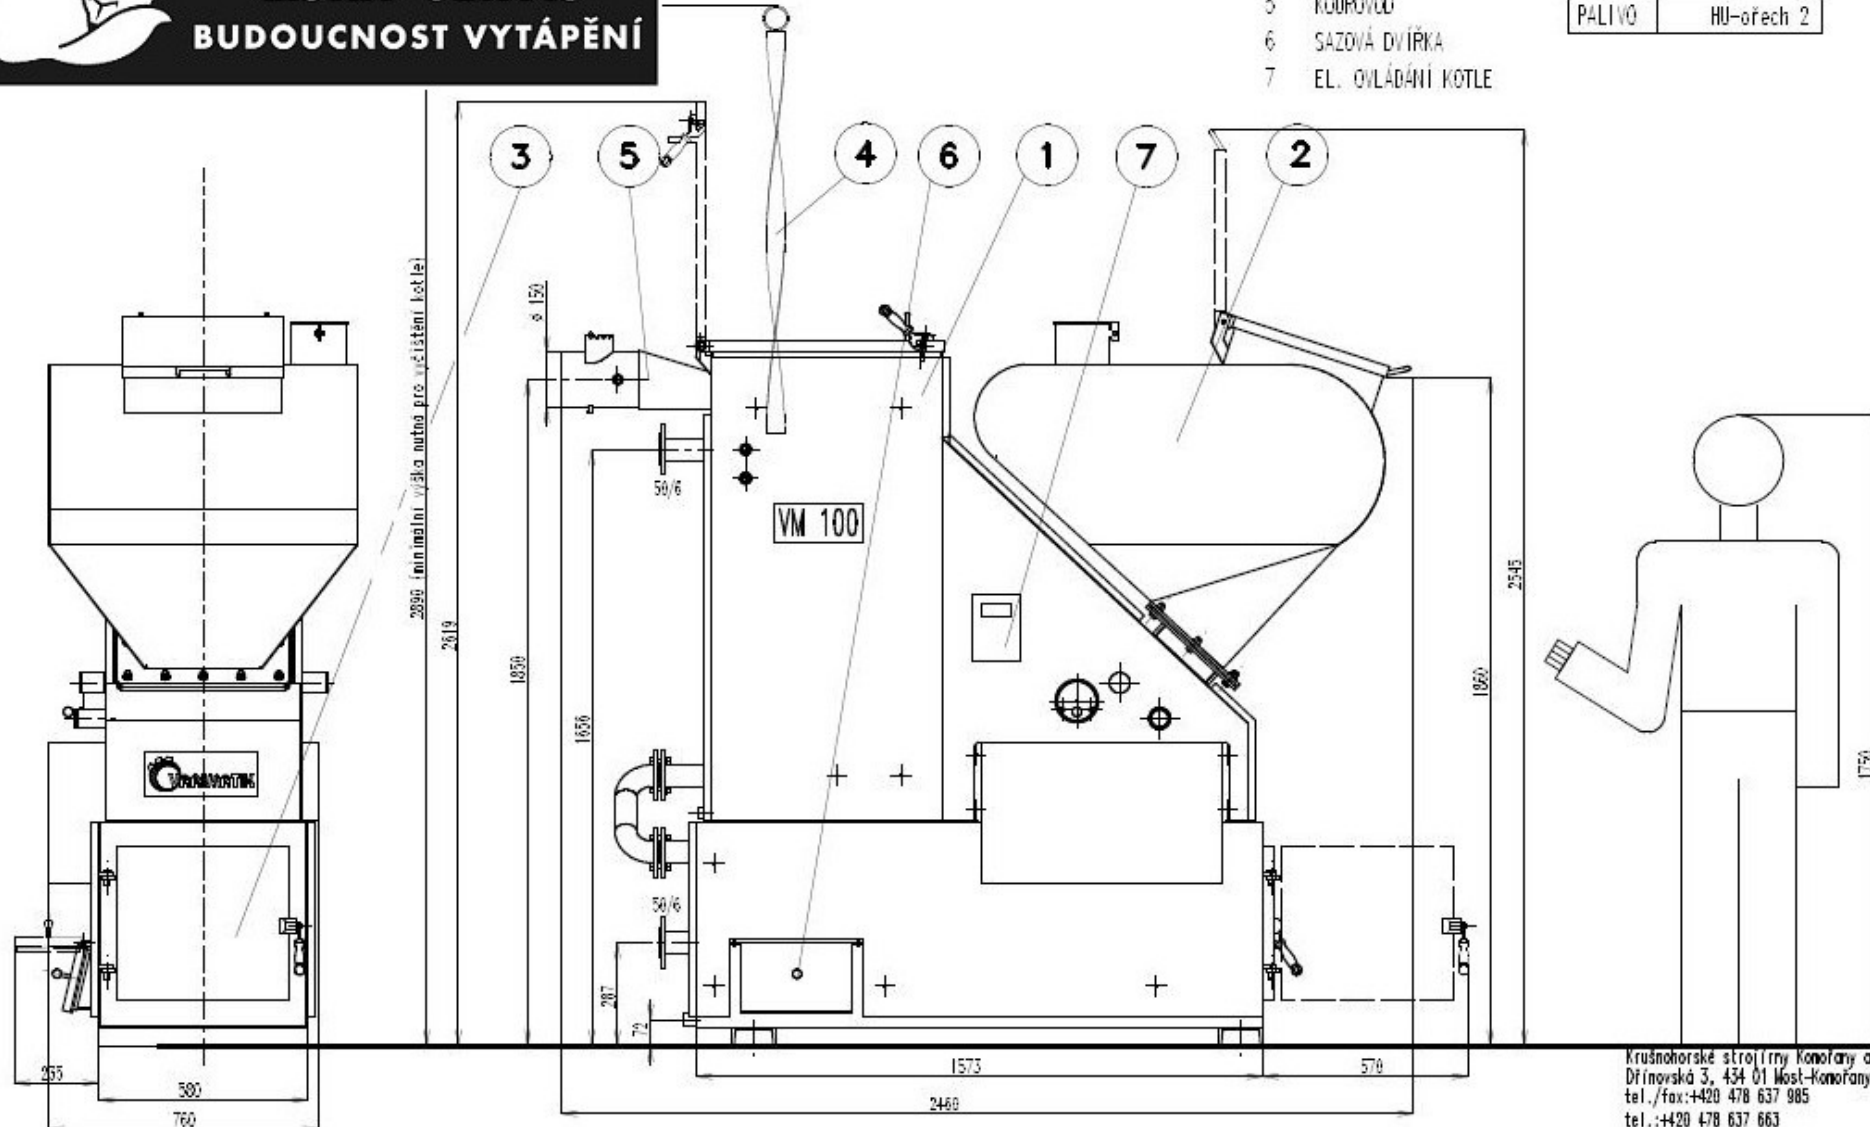 BUDOUCNOST VYTÁPĚNÍ
5 KOUŘOVOD
6 SAZOVÁ DVÍŘKA
7 EL. OVLÁDÁNÍ KOTLE
PALIVO HU-ořech 2
3
5
4
6
1
7
2
2890 (minimální výška nutná pro vyčištění kotle)
2619
1850
1656
ø 150
50/6
VM 100
50/6
287
72
2545
1860
1750
VARIMATIK
255
580
760
1573
570
2460
Krušnohorské strojírny Komořany a
Dřínovská 3, 434 01 Most-Komořany
tel./fax:+420 478 637 985
tel.:+420 478 637 663